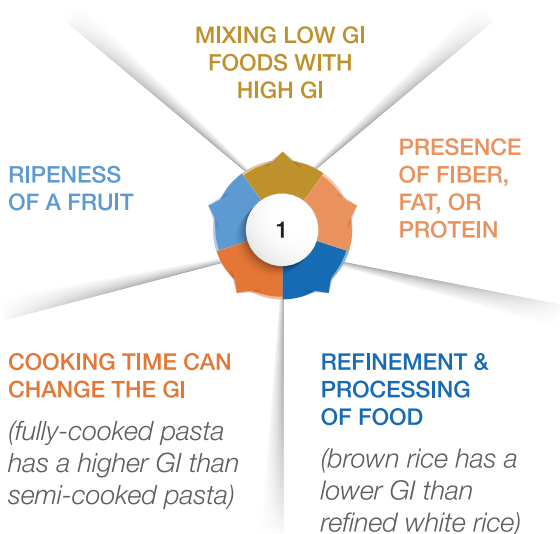 MIXING LOW GI
FOODS WITH
HIGH GI
PRESENCE
OF FIBER,
FAT, OR
PROTEIN
RIPENESS
OF A FRUIT
1
COOKING TIME CAN
CHANGE THE GI
(fully-cooked pasta
has a higher GI than
semi-cooked pasta)
REFINEMENT &
PROCESSING
OF FOOD
(brown rice has a
lower GI than
refined white rice)